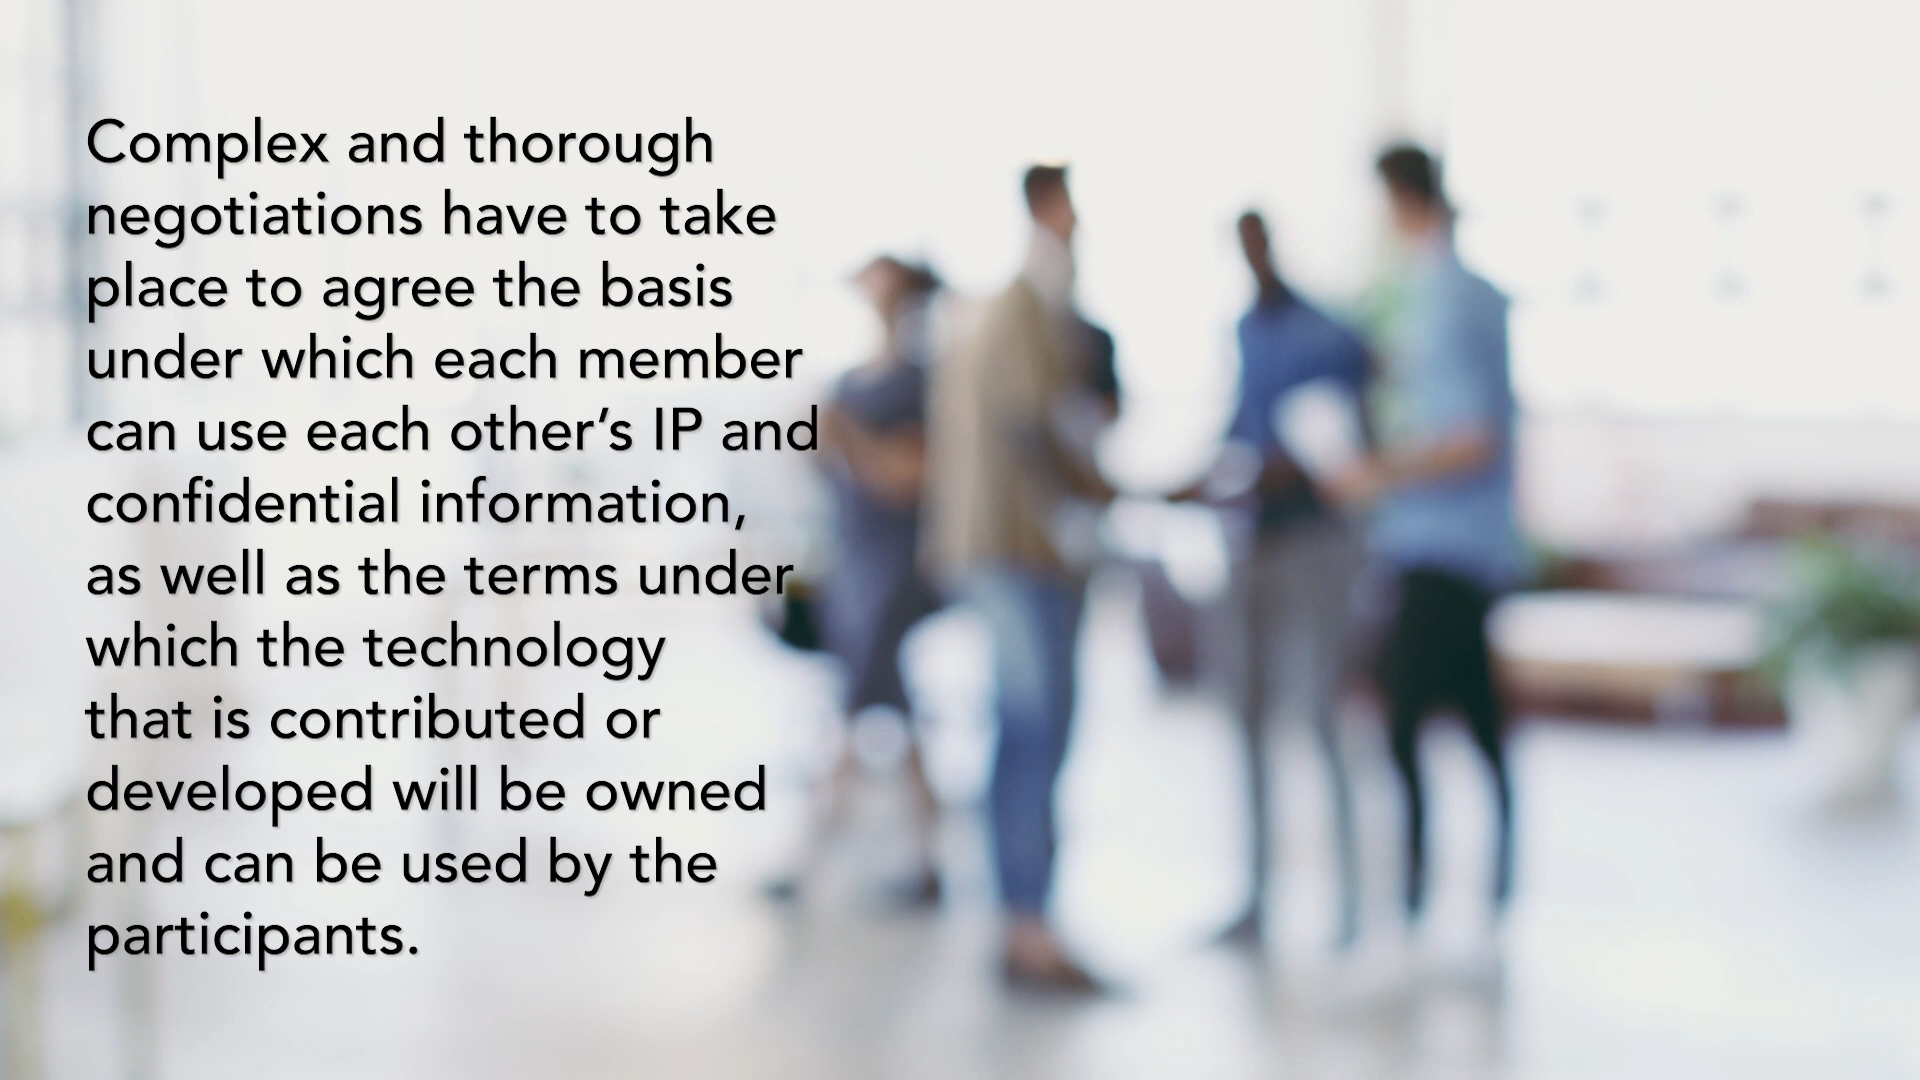 Complex and thorough
negotiations have to take
place to agree the basis
under which each member
can use each other’s IP and
confidential information,
as well as the terms under
which the technology
that is contributed or
developed will be owned
and can be used by the
participants.